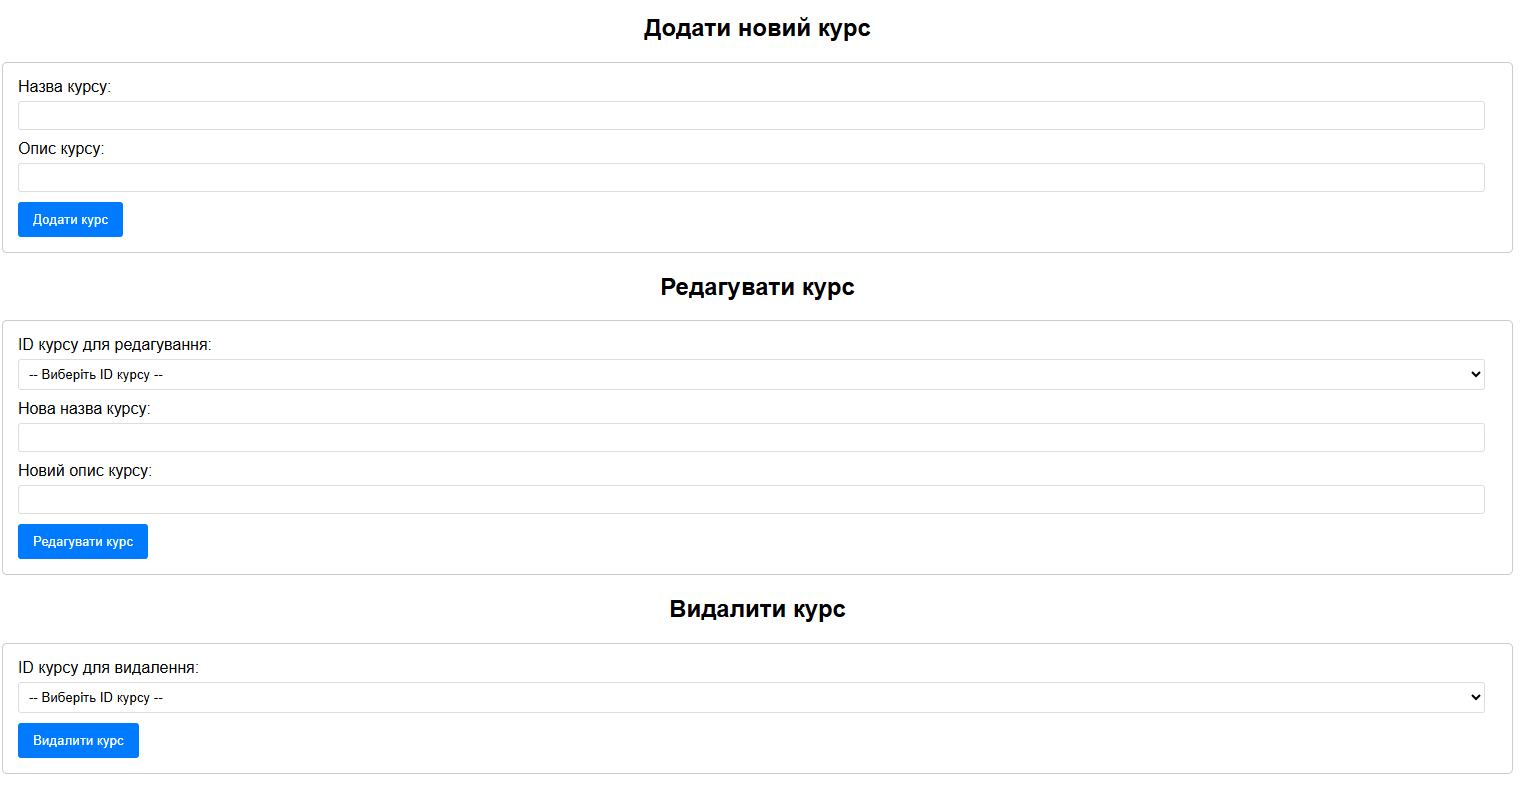 Додати новий курс
Назва курсу:
Опис курсу:
Додати курс
Редагувати курс
ID курсу для редагування:
-- Виберіть ID курсу --
Нова назва курсу:
Новий опис курсу:
Редагувати курс
Видалити курс
ID курсу для видалення:
-- Виберіть ID курсу --
Видалити курс